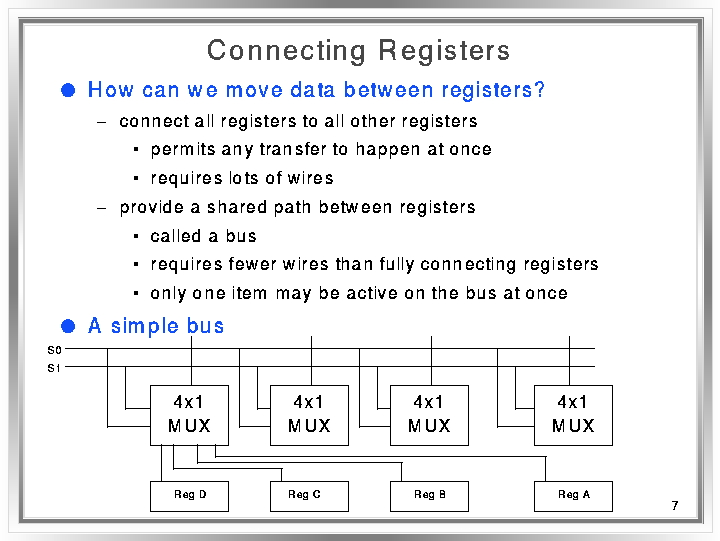 Connecting Registers
● How can we move data between registers?
– connect all registers to all other registers
▪ permits any transfer to happen at once
▪ requires lots of wires
– provide a shared path between registers
▪ called a bus
▪ requires fewer wires than fully connecting registers
▪ only one item may be active on the bus at once
● A simple bus
S0
S1
4x1 MUX
4x1 MUX
4x1 MUX
4x1 MUX
Reg D
Reg C
Reg B
Reg A
7